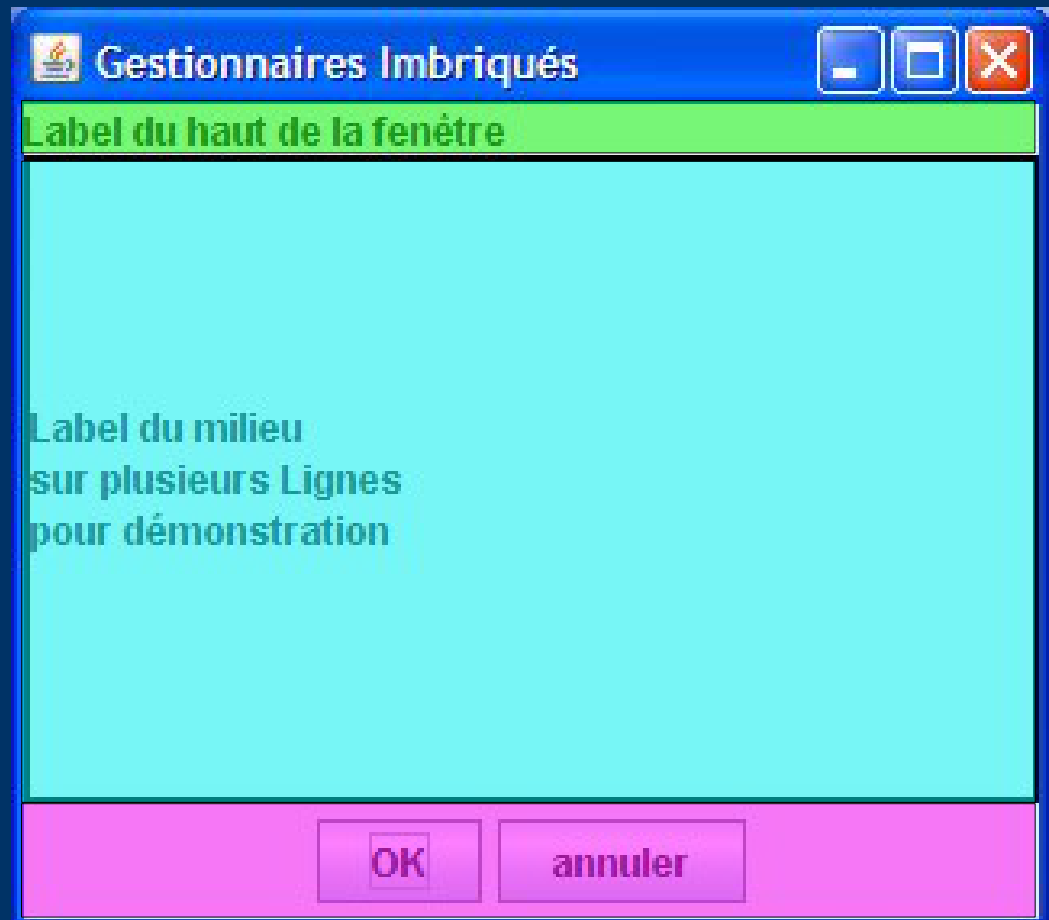 Gestionnaires Imbriqués
Label du haut de la fenêtre
Label du milieu
sur plusieurs Lignes
pour démonstration
OK annuler